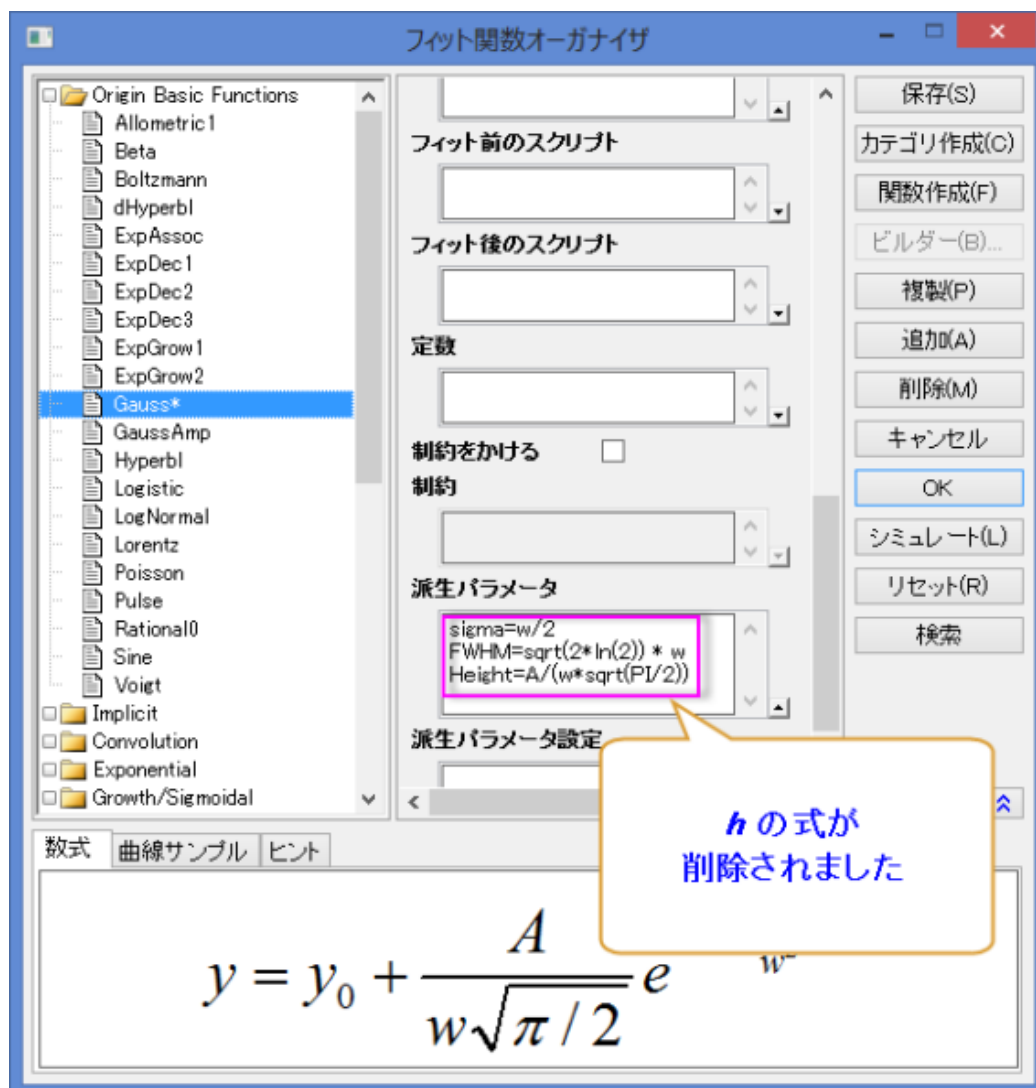 フィット関数オーガナイザ
Origin Basic Functions
Allometric1
Beta
Boltzmann
dHyperbl
ExpAssoc
ExpDec1
ExpDec2
ExpDec3
ExpGrow1
ExpGrow2
Gauss*
GaussAmp
Hyperbl
Logistic
LogNormal
Lorentz
Poisson
Pulse
Rational0
Sine
Voigt
Implicit
Convolution
Exponential
Growth/Sigmoidal
フィット前のスクリプト
フィット後のスクリプト
定数
制約をかける
制約
派生パラメータ
sigma=w/2
FWHM=sqrt(2*ln(2)) * w
Height=A/(w*sqrt(PI/2))
派生パラメータ設定
保存(S)
カテゴリ作成(C)
関数作成(F)
ビルダー(B)...
複製(P)
追加(A)
削除(M)
キャンセル
OK
シミュレート(L)
リセット(R)
検索
h の式が
削除されました
数式 曲線サンプル ヒント
y = y₀ + A / w√π/2 e w